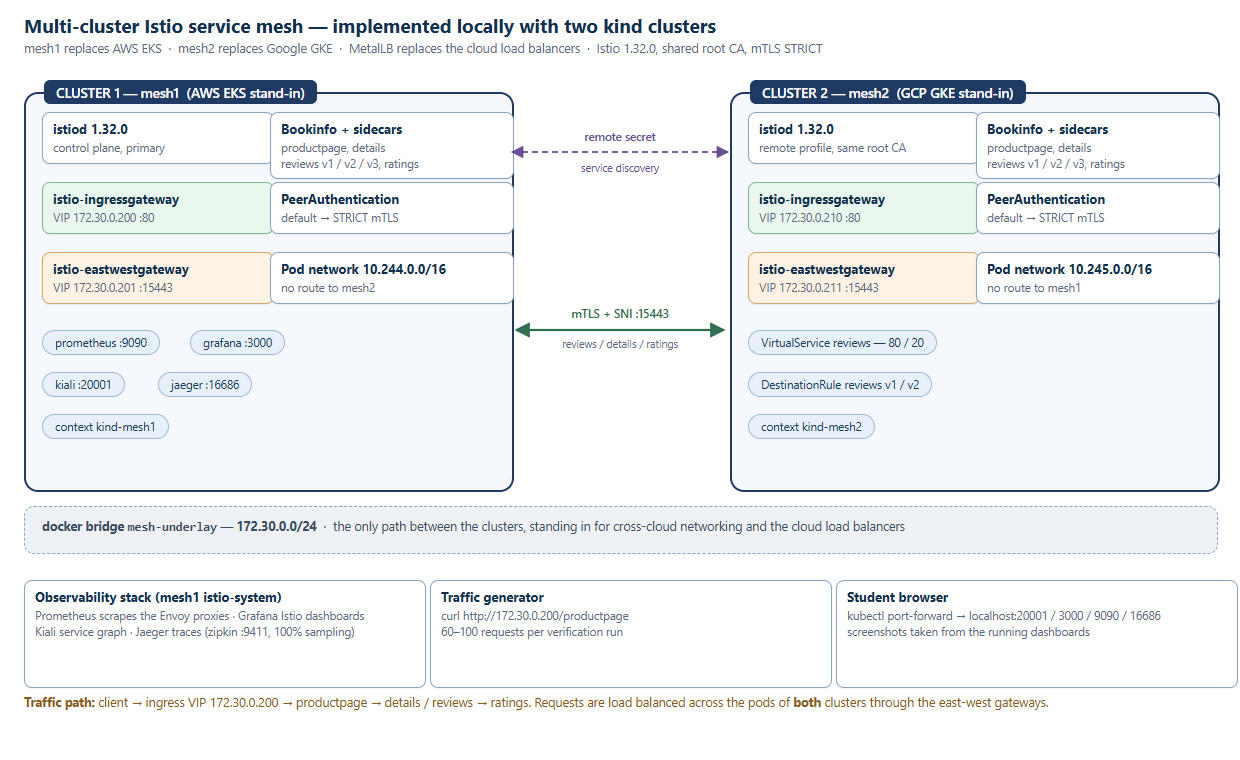 Multi-cluster Istio service mesh — implemented locally with two kind clusters
mesh1 replaces AWS EKS · mesh2 replaces Google GKE · MetalLB replaces the cloud load balancers · Istio 1.32.0, shared root CA, mTLS STRICT
CLUSTER 1 — mesh1 (AWS EKS stand-in)
istiod 1.32.0
control plane, primary
Bookinfo + sidecars
productpage, details
reviews v1 / v2 / v3, ratings
istio-ingressgateway
VIP 172.30.0.200 :80
PeerAuthentication
default → STRICT mTLS
istio-eastwestgateway
VIP 172.30.0.201 :15443
Pod network 10.244.0.0/16
no route to mesh2
prometheus :9090
grafana :3000
kiali :20001
jaeger :16686
context kind-mesh1
remote secret
service discovery
mTLS + SNI :15443
reviews / details / ratings
CLUSTER 2 — mesh2 (GCP GKE stand-in)
istiod 1.32.0
remote profile, same root CA
Bookinfo + sidecars
productpage, details
reviews v1 / v2 / v3, ratings
istio-ingressgateway
VIP 172.30.0.210 :80
PeerAuthentication
default → STRICT mTLS
istio-eastwestgateway
VIP 172.30.0.211 :15443
Pod network 10.245.0.0/16
no route to mesh1
VirtualService reviews — 80 / 20
DestinationRule reviews v1 / v2
context kind-mesh2
docker bridge mesh-underlay — 172.30.0.0/24 · the only path between the clusters, standing in for cross-cloud networking and the cloud load balancers
Observability stack (mesh1 istio-system)
Prometheus scrapes the Envoy proxies · Grafana Istio dashboards
Kiali service graph · Jaeger traces (zipkin :9411, 100% sampling)
Traffic generator
curl http://172.30.0.200/productpage
60–100 requests per verification run
Student browser
kubectl port-forward → localhost:20001 / 3000 / 9090 / 16686
screenshots taken from the running dashboards
Traffic path: client → ingress VIP 172.30.0.200 → productpage → details / reviews → ratings. Requests are load balanced across the pods of both clusters through the east-west gateways.